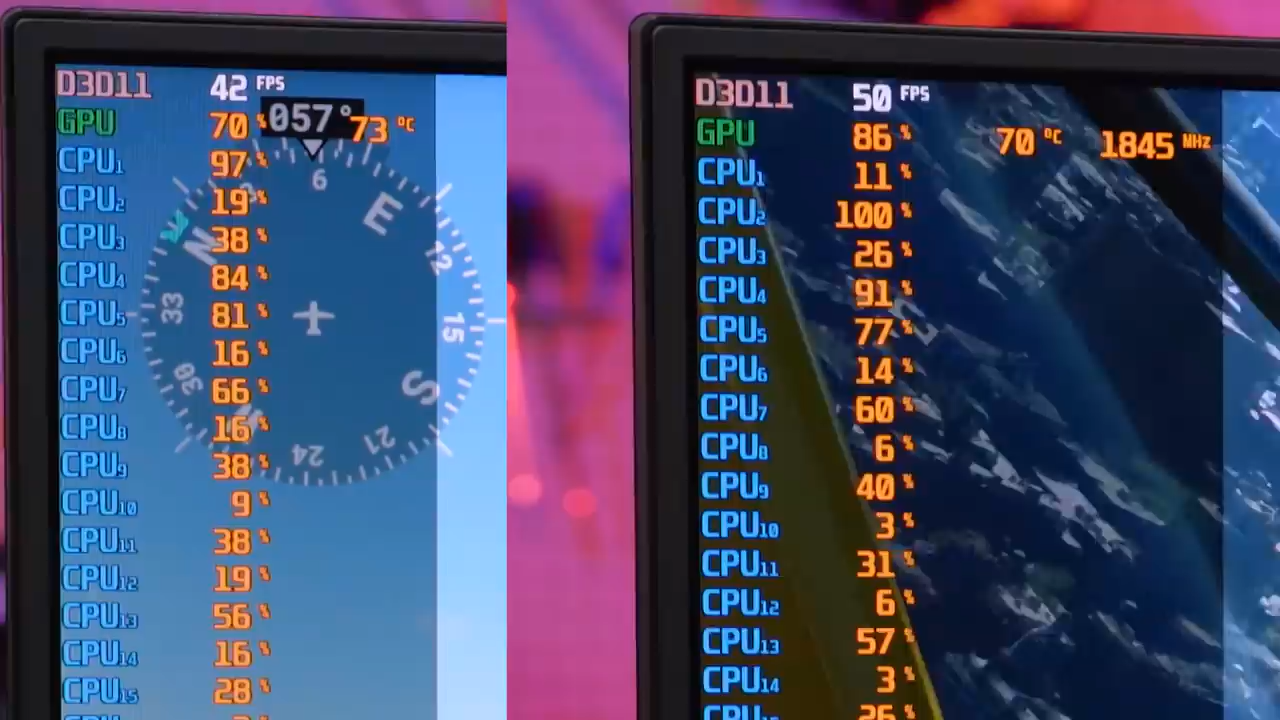 D3D11 42 FPS
GPU 70 % 057° 73 °C
CPU1 97 %
CPU2 19 %
CPU3 38 %
CPU4 84 %
CPU5 81 %
CPU6 16 %
CPU7 66 %
CPU8 16 %
CPU9 38 %
CPU10 9 %
CPU11 38 %
CPU12 19 %
CPU13 56 %
CPU14 16 %
CPU15 28 %
6
E
12
15
S
21
24
30
33
N
D3D11 50 FPS
GPU 86 % 70 °C 1845 MHz
CPU1 11 %
CPU2 100 %
CPU3 26 %
CPU4 91 %
CPU5 77 %
CPU6 14 %
CPU7 60 %
CPU8 6 %
CPU9 40 %
CPU10 3 %
CPU11 31 %
CPU12 6 %
CPU13 57 %
CPU14 3 %